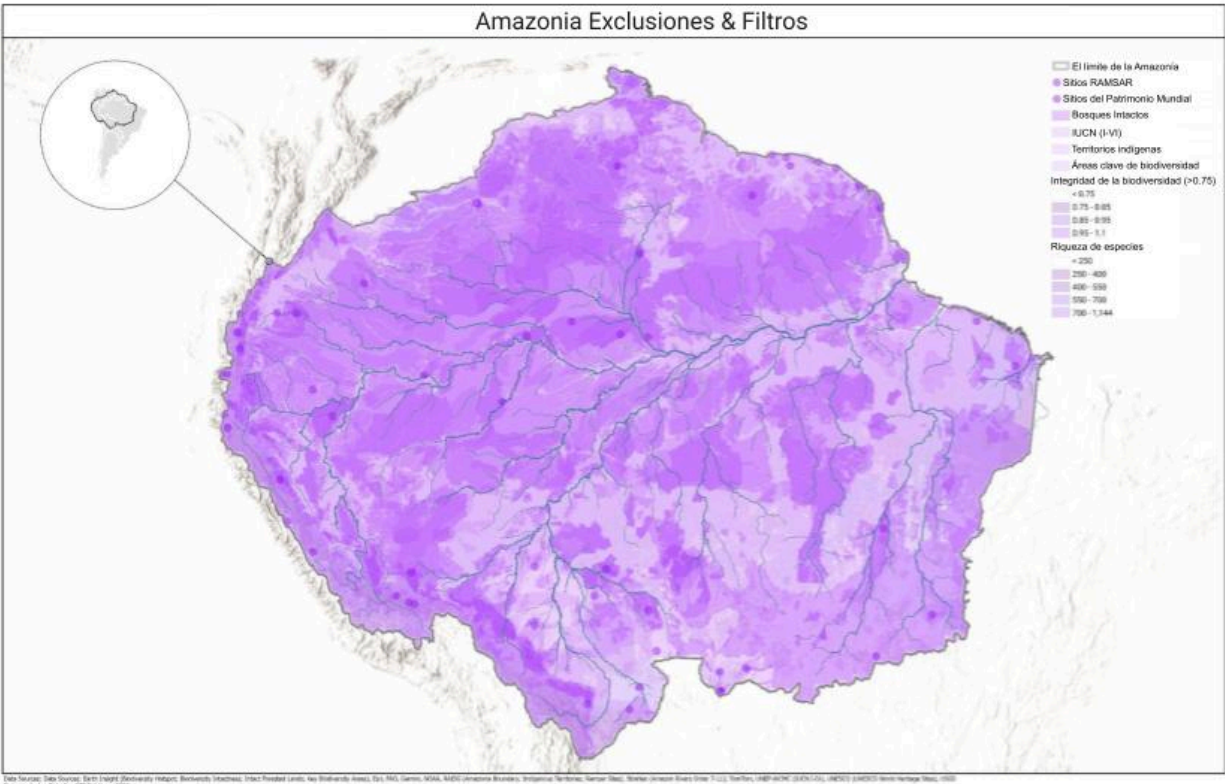 Amazonia Exclusiones & Filtros
El límite de la Amazonía
Sitios RAMSAR
Sitios del Patrimonio Mundial
Bosques Intactos
IUCN (I-VI)
Territorios indígenas
Áreas clave de biodiversidad
Integridad de la biodiversidad (>0.75)
< 0.75
0.75 - 0.85
0.85 - 0.95
0.95 - 1.1
Riqueza de especies
< 250
250 - 400
400 - 550
550 - 700
700 - 1,144